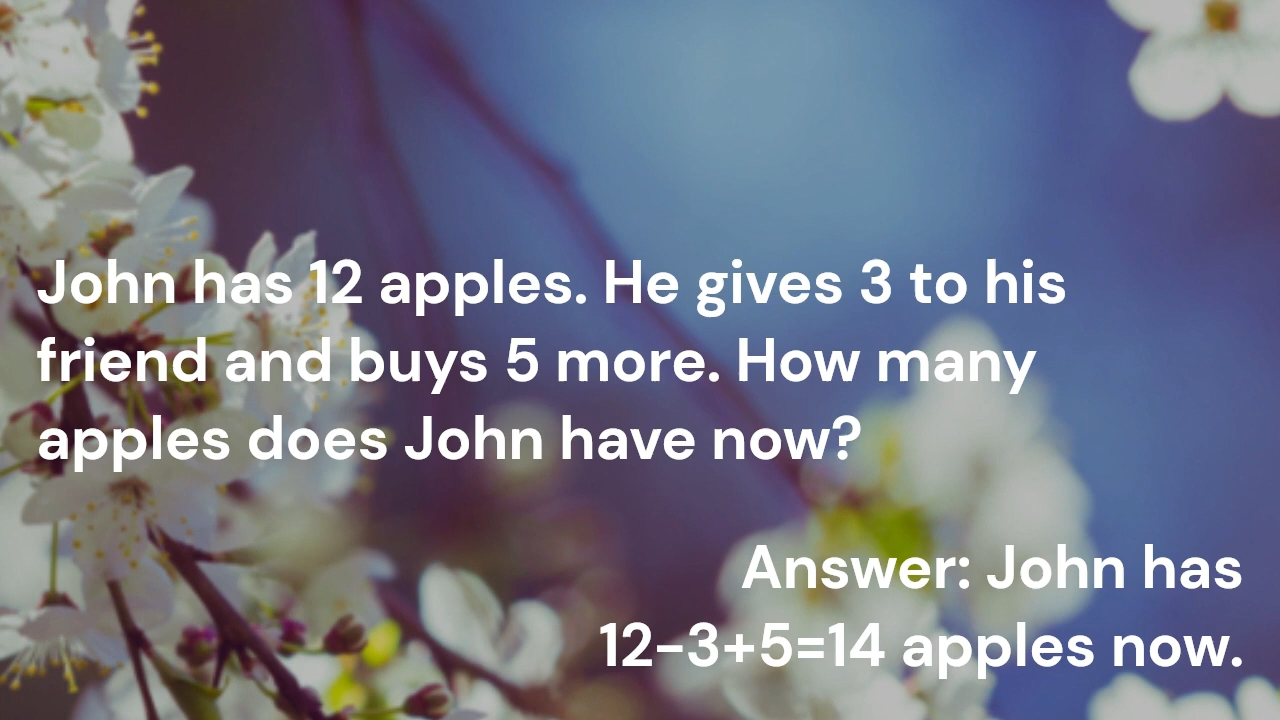 John has 12 apples. He gives 3 to his
friend and buys 5 more. How many
apples does John have now?
Answer: John has
12-3+5=14 apples now.